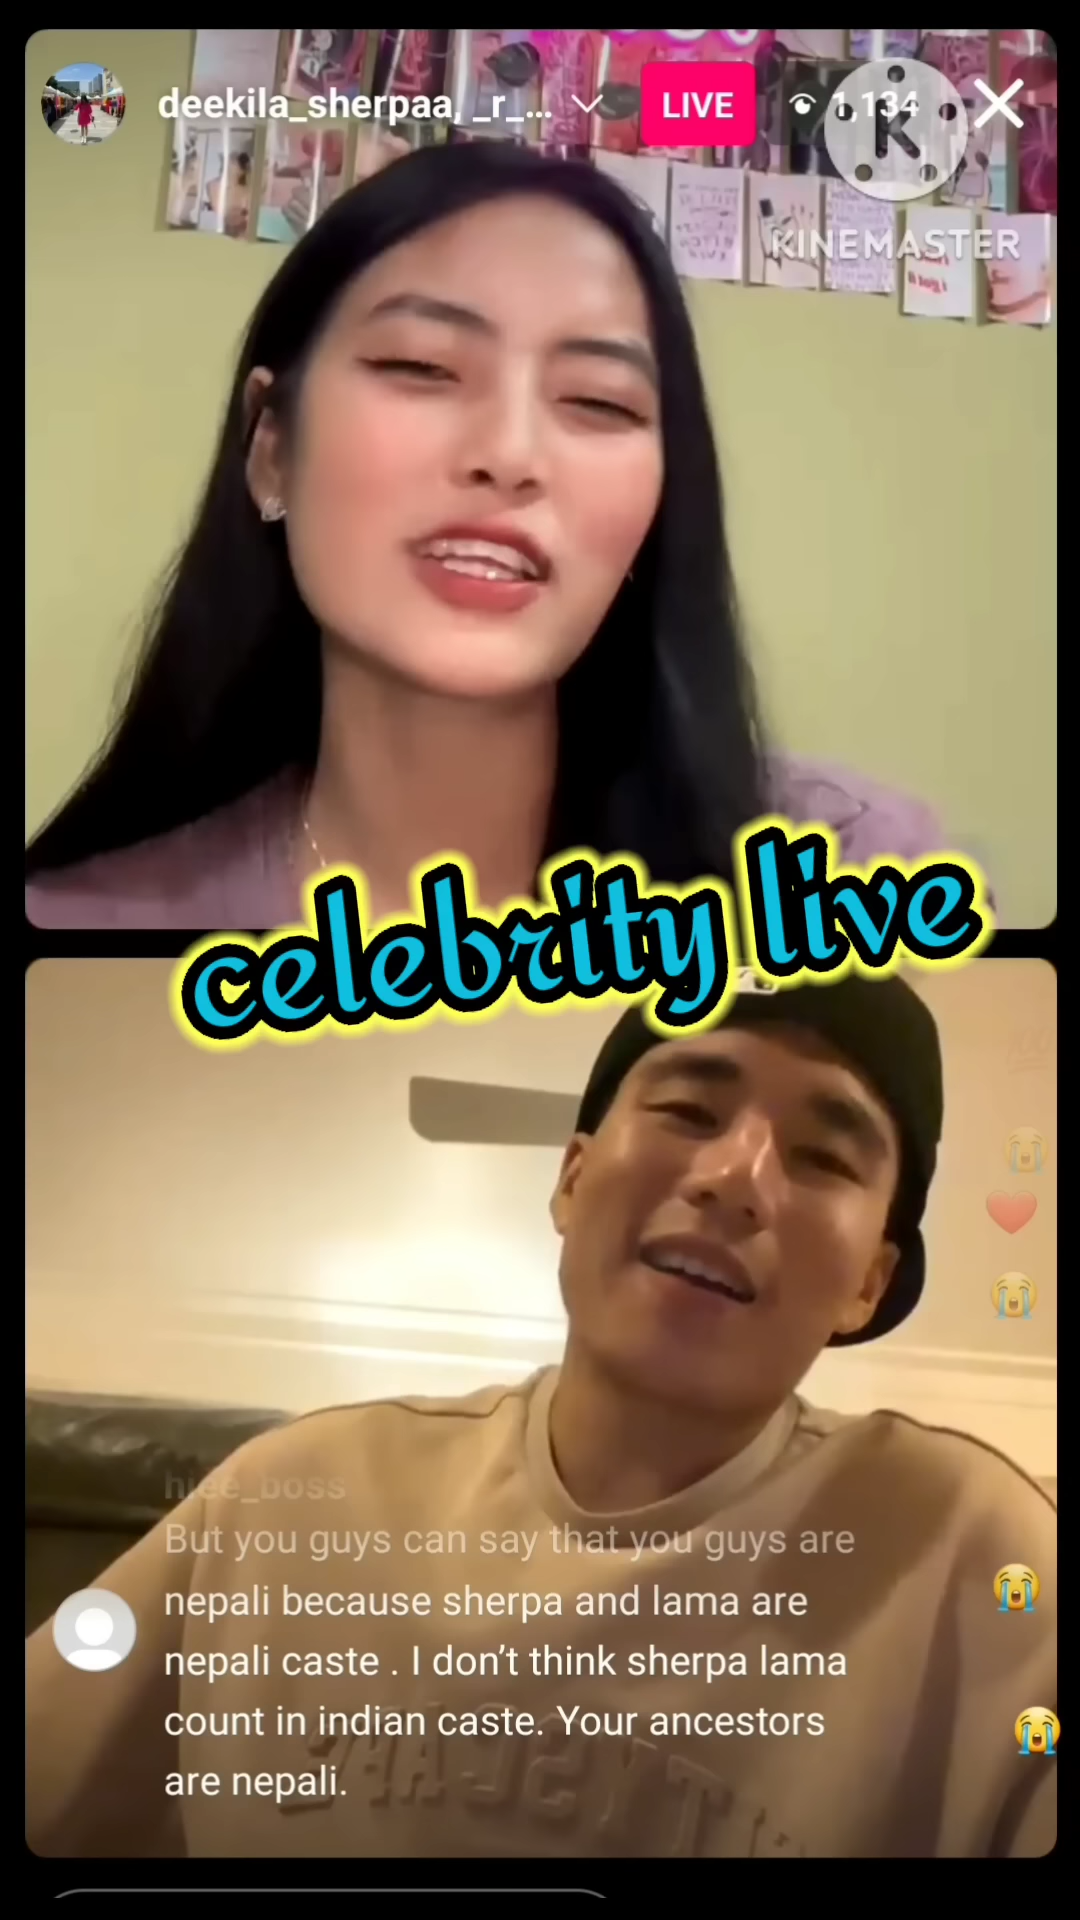 deekila_sherpaa, _r_...
LIVE
1,134
K
KINEMASTER
celebrity live
hiee_boss
But you guys can say that you guys are
nepali because sherpa and lama are
nepali caste . I don’t think sherpa lama
count in indian caste. Your ancestors
are nepali.